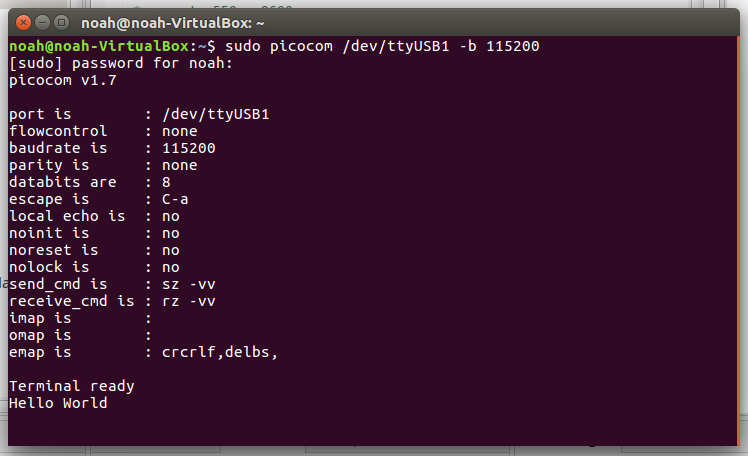 noah@noah-VirtualBox: ~
noah@noah-VirtualBox:~$ sudo picocom /dev/ttyUSB1 -b 115200
[sudo] password for noah:
picocom v1.7
port is        : /dev/ttyUSB1
flowcontrol    : none
baudrate is    : 115200
parity is      : none
databits are   : 8
escape is      : C-a
local echo is  : no
noinit is      : no
noreset is     : no
nolock is      : no
send_cmd is    : sz -vv
receive_cmd is : rz -vv
imap is        :
omap is        :
emap is        : crcrlf,delbs,
Terminal ready
Hello World